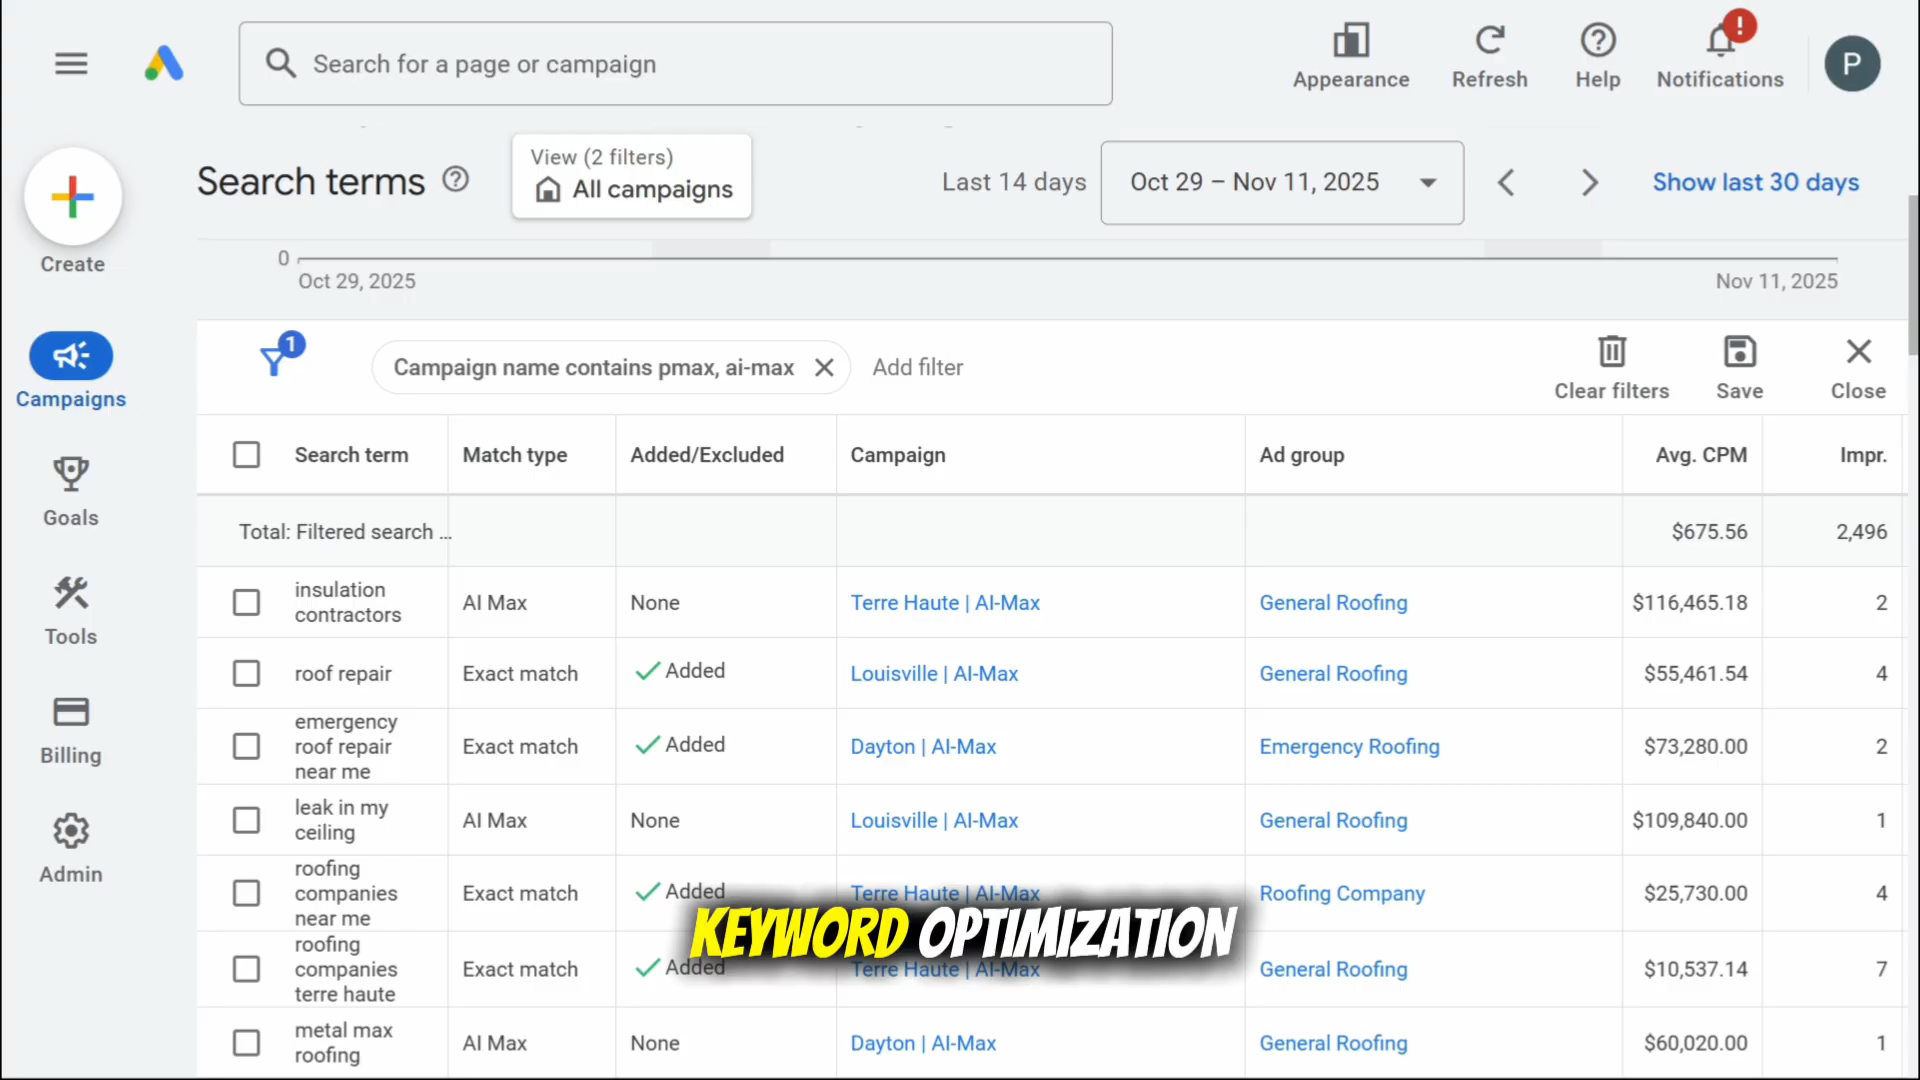 Search for a page or campaign
Appearance
Refresh
Help
!
Notifications
P
Create
Campaigns
Goals
Tools
Billing
Admin
Search terms
View (2 filters)
All campaigns
Last 14 days
Oct 29 – Nov 11, 2025
Show last 30 days
0
Oct 29, 2025
Nov 11, 2025
1
Campaign name contains pmax, ai-max
Add filter
Clear filters
Save
Close
Search term Match type Added/Excluded Campaign Ad group Avg. CPM Impr.
Total: Filtered search ... $675.56 2,496
insulation
contractors
AI Max None Terre Haute | AI-Max General Roofing $116,465.18 2
roof repair Exact match Added Louisville | AI-Max General Roofing $55,461.54 4
emergency
roof repair
near me
Exact match Added Dayton | AI-Max Emergency Roofing $73,280.00 2
leak in my
ceiling
AI Max None Louisville | AI-Max General Roofing $109,840.00 1
roofing
companies
near me
Exact match Added Terre Haute | AI-Max Roofing Company $25,730.00 4
KEYWORD OPTIMIZATION
roofing
companies
terre haute
Exact match Added Terre Haute | AI-Max General Roofing $10,537.14 7
metal max
roofing
AI Max None Dayton | AI-Max General Roofing $60,020.00 1